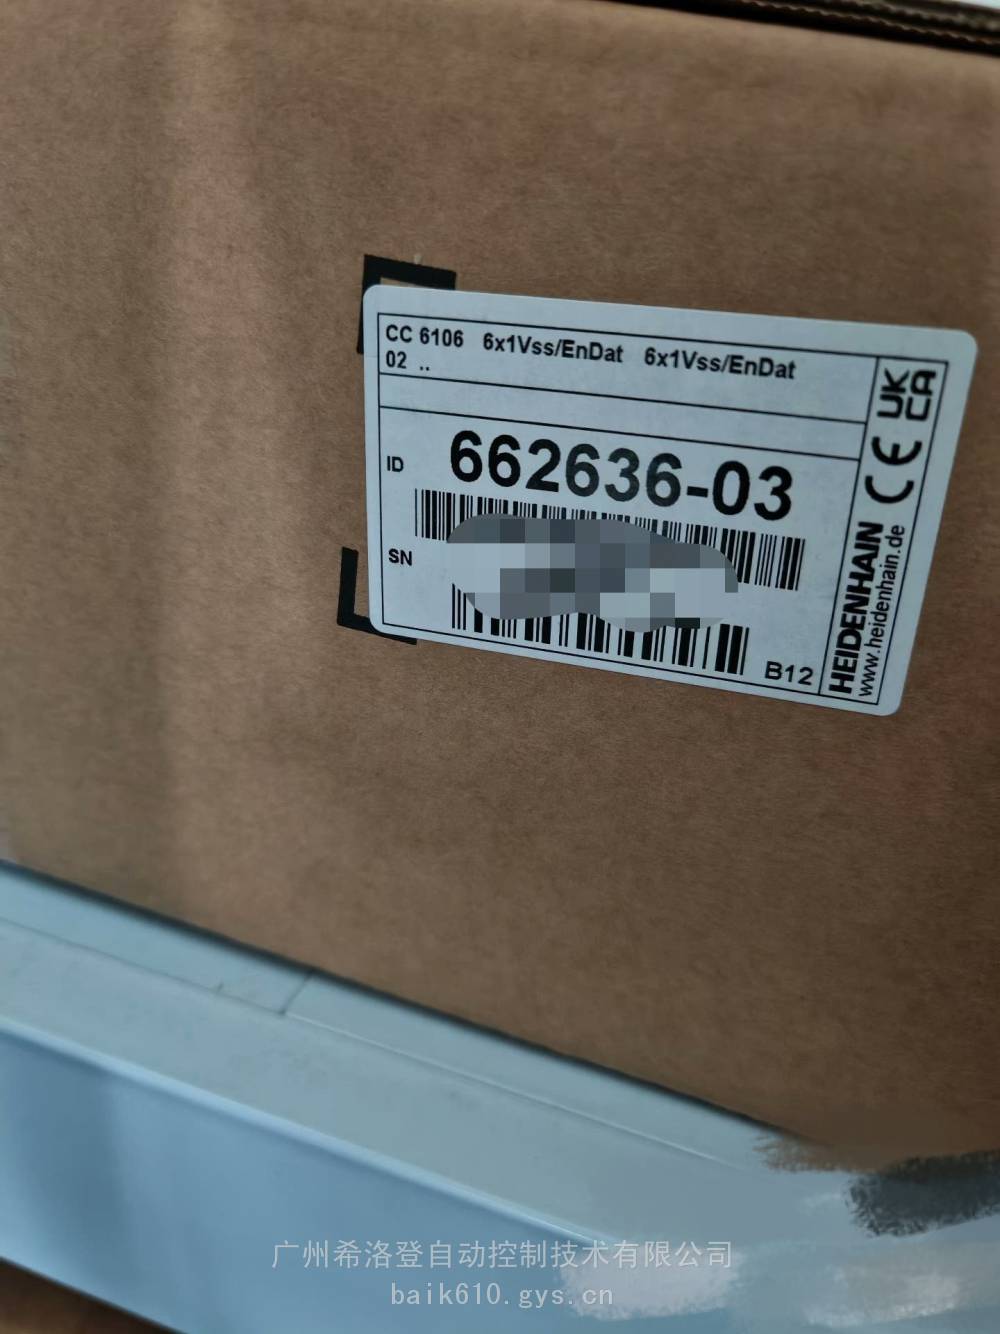 CC 6106 6x1Vss/EnDat 6x1Vss/EnDat
02 ..
ID 662636-03
SN
B12
UK
CA
CE
HEIDENHAIN
www.heidenhain.de
广州希洛登自动控制技术有限公司
baik610.gys.cn